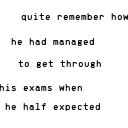 quite remember how
he had managed
to get through
his exams when
he half expected